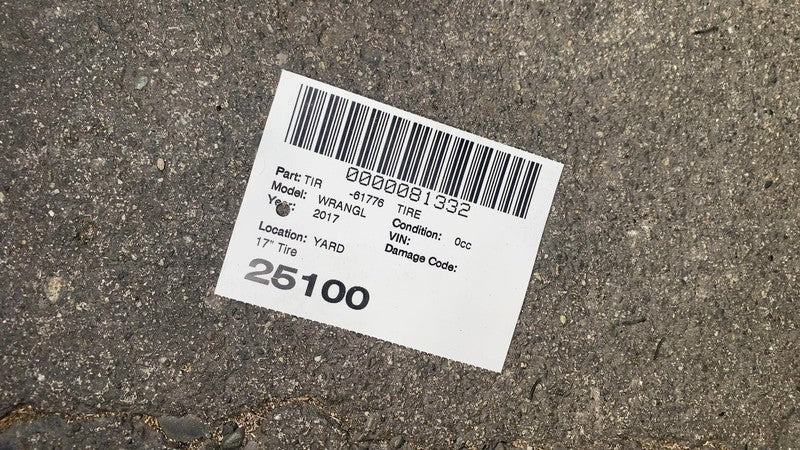 0000081332
Part: TIR -61776 TIRE
Model: WRANGL Condition: 0cc
Year: 2017 VIN:
Damage Code:
Location: YARD
17" Tire
25100